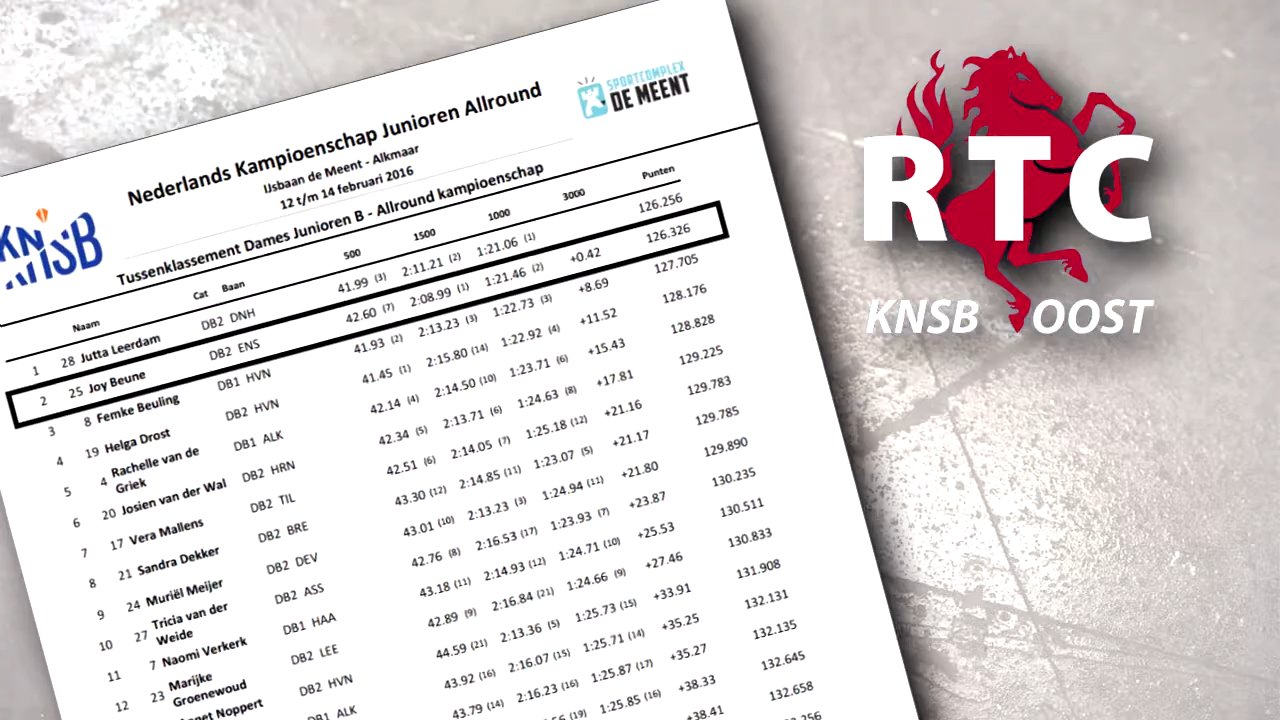 Nederlands Kampioenschap Junioren Allround
IJsbaan de Meent - Alkmaar
12 t/m 14 februari 2016
SPORTCOMPLEX
DE MEENT
KNSB
Tussenklassement Dames Junioren B - Allround kampioenschap
Naam Cat Baan 500 1500 1000 3000 Punten
1 28 Jutta Leerdam DB2 DNH 41.99 (3) 2:11.21 (2) 1:21.06 (1) 126.256
2 25 Joy Beune DB2 ENS 42.60 (7) 2:08.99 (1) 1:21.46 (2) +0.42 126.326
3 8 Femke Beuling DB1 HVN 41.93 (2) 2:13.23 (3) 1:22.73 (3) +8.69 127.705
4 19 Helga Drost DB2 HVN 41.45 (1) 2:15.80 (14) 1:22.92 (4) +11.52 128.176
5 4 Rachelle van de Griek DB1 ALK 42.14 (4) 2:14.50 (10) 1:23.71 (6) +15.43 128.828
6 20 Josien van der Wal DB2 HRN 42.34 (5) 2:13.71 (6) 1:24.63 (8) +17.81 129.225
7 17 Vera Mallens DB2 TIL 42.51 (6) 2:14.05 (7) 1:25.18 (12) +21.16 129.783
8 21 Sandra Dekker DB2 BRE 43.30 (12) 2:14.85 (11) 1:23.07 (5) +21.17 129.785
9 24 Muriël Meijer DB2 DEV 43.01 (10) 2:13.23 (3) 1:24.94 (11) +21.80 129.890
10 27 Tricia van der Weide DB2 ASS 42.76 (8) 2:16.53 (17) 1:23.93 (7) +23.87 130.235
11 7 Naomi Verkerk DB1 HAA 43.18 (11) 2:14.93 (12) 1:24.71 (10) +25.53 130.511
12 23 Marijke Groenewoud DB2 LEE 42.89 (9) 2:16.84 (21) 1:24.66 (9) +27.46 130.833
Noppert DB2 HVN 44.59 (21) 2:13.36 (5) 1:25.73 (15) +33.91 131.908
DB1 ALK 43.92 (16) 2:16.07 (15) 1:25.71 (14) +35.25 132.131
43.79 (14) 2:16.23 (16) 1:25.87 (17) +35.27 132.135
(19) 1:25.85 (16) +38.33 132.645
+38.41 132.658
RTC
KNSB OOST